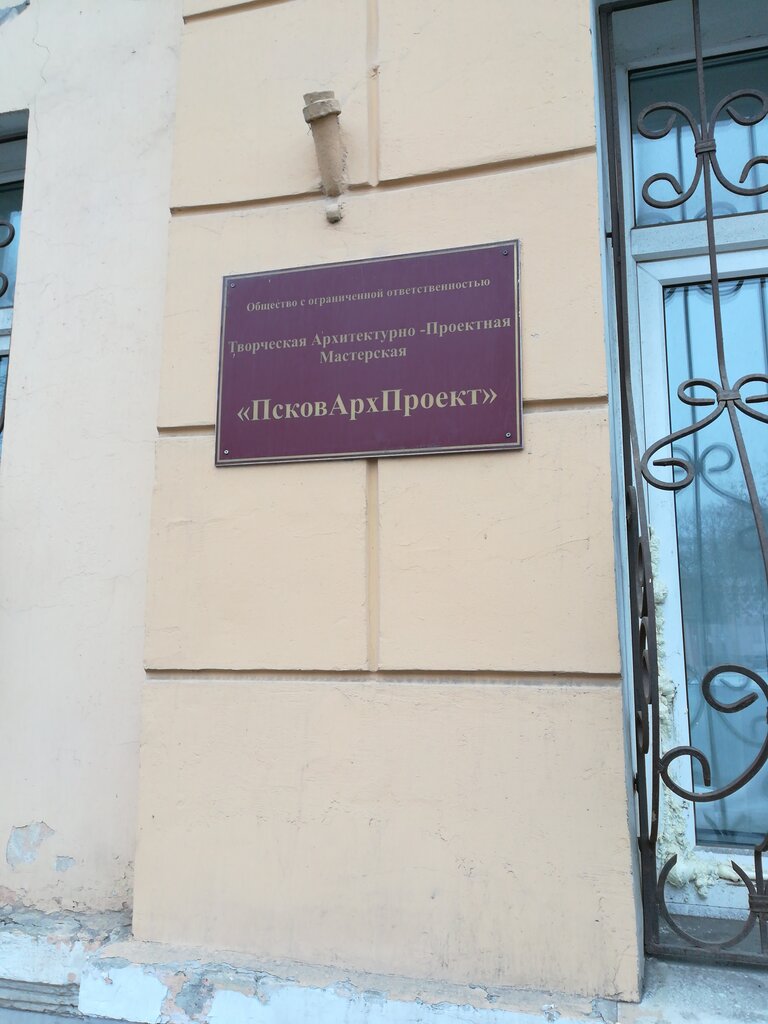 Общество с ограниченной ответственностью
Творческая Архитектурно -Проектная
Мастерская
«ПсковАрхПроект»